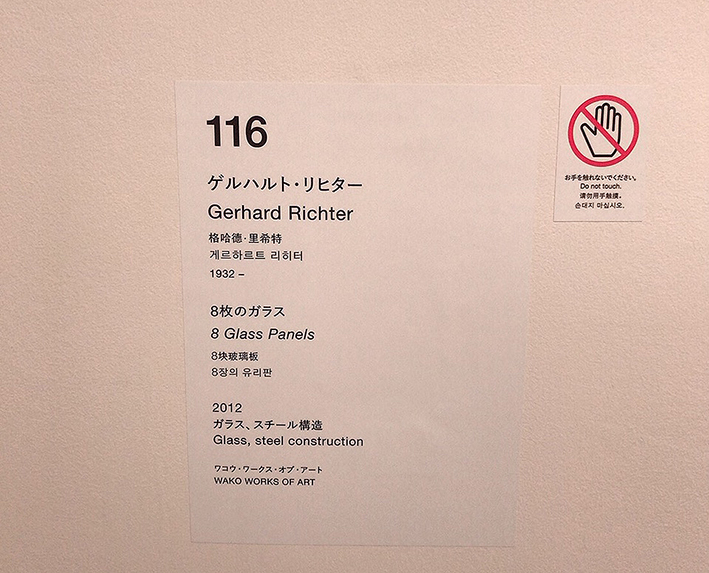 116
ゲルハルト・リヒター
Gerhard Richter
格哈德·里希特
게르하르트 리히터
1932 –
8枚のガラス
8 Glass Panels
8块玻璃板
8장의 유리판
2012
ガラス、スチール構造
Glass, steel construction
ワコウ・ワークス・オブ・アート
WAKO WORKS OF ART
お手を触れないでください。
Do not touch.
请勿用手触摸。
손대지 마십시오.